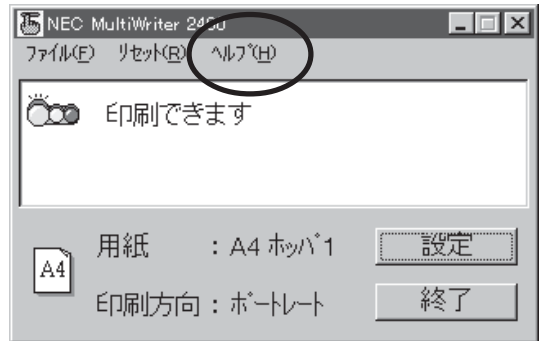 NEC MultiWriter 2400
ファイル(F) リセット(R) ヘルプ(H)
印刷できます
用紙 : A4 ホッパ1 設定
A4
印刷方向 : ポートレート 終了